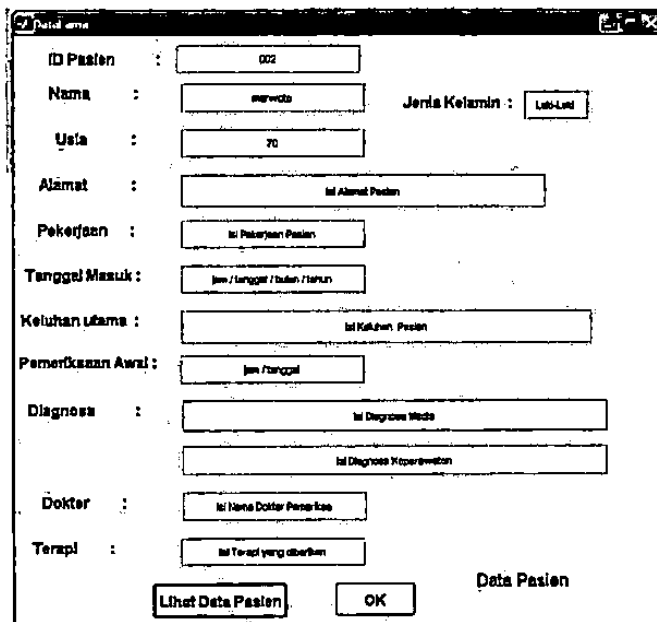 Datalama
ID Pasien : 002
Nama : marwoto Jenis Kelamin : Laki-Laki
Usia : 70
Alamat : Isi Alamat Pasien
Pekerjaan : Isi Pekerjaan Pasien
Tanggal Masuk : jam / tanggal / bulan / tahun
Keluhan utama : Isi Keluhan Pasien
Pemeriksaan Awal : jam / tanggal
Diagnosa : Isi Diagnosa Medis
Isi Diagnosa Keperawatan
Dokter : Isi Nama Dokter Pemeriksa
Terapi : Isi Terapi yang diberikan
Data Pasien
Lihat Data Pasien OK